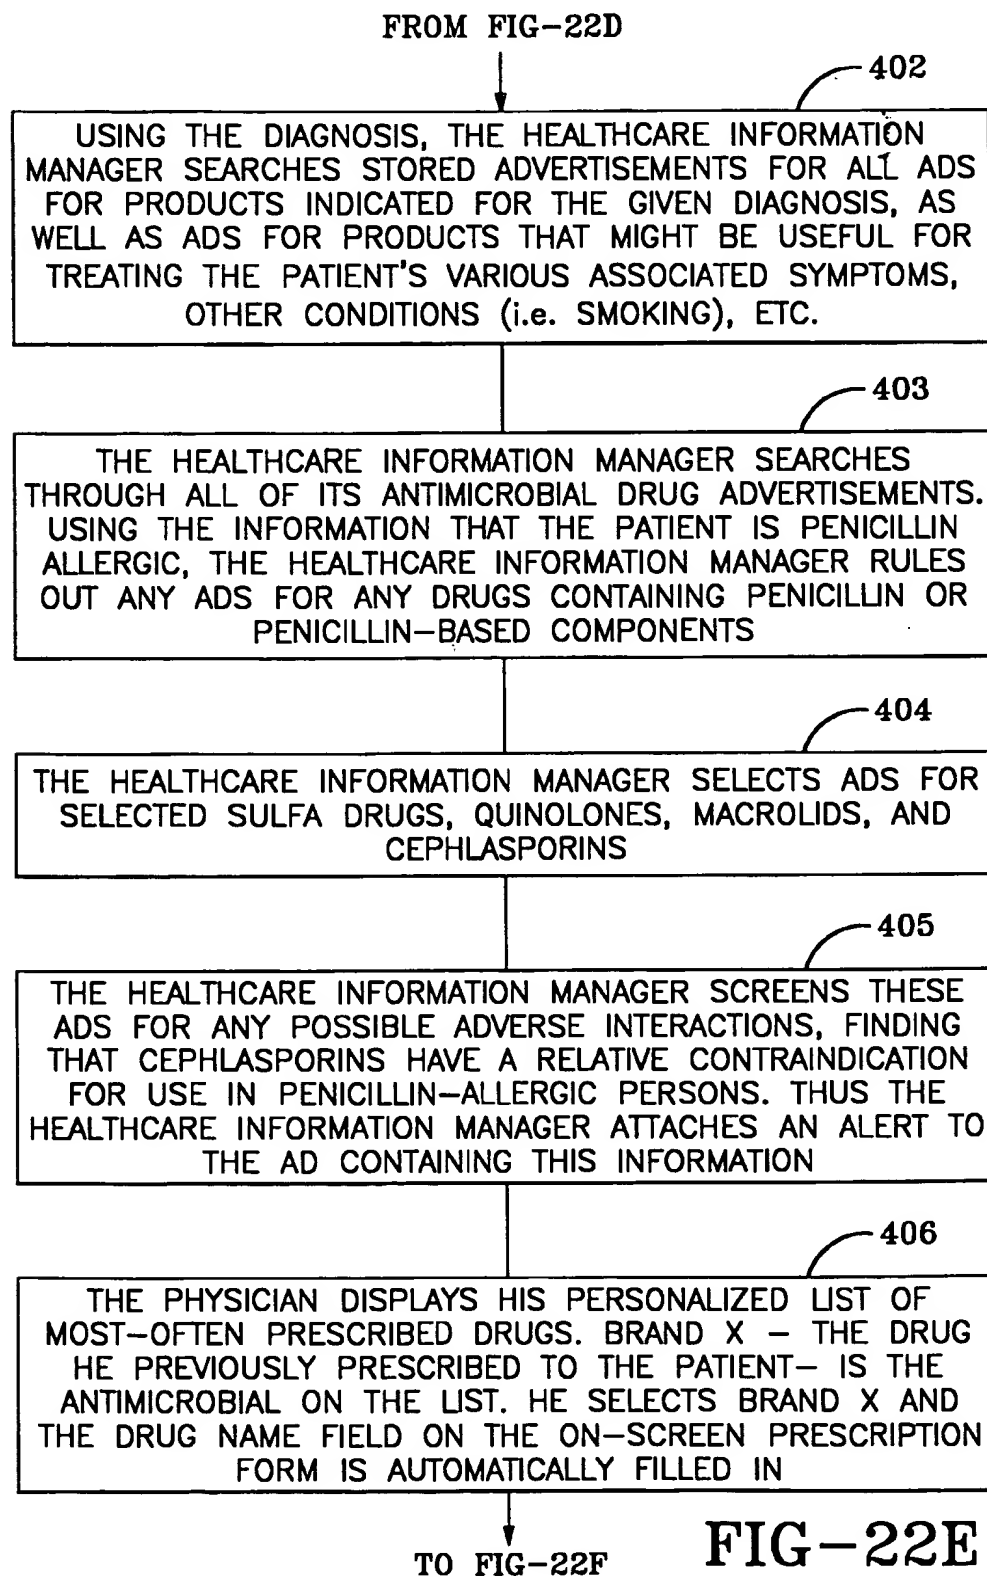 FROM FIG-22D
402
USING THE DIAGNOSIS, THE HEALTHCARE INFORMATION
MANAGER SEARCHES STORED ADVERTISEMENTS FOR ALL ADS
FOR PRODUCTS INDICATED FOR THE GIVEN DIAGNOSIS, AS
WELL AS ADS FOR PRODUCTS THAT MIGHT BE USEFUL FOR
TREATING THE PATIENT'S VARIOUS ASSOCIATED SYMPTOMS,
OTHER CONDITIONS (i.e. SMOKING), ETC.
403
THE HEALTHCARE INFORMATION MANAGER SEARCHES
THROUGH ALL OF ITS ANTIMICROBIAL DRUG ADVERTISEMENTS.
USING THE INFORMATION THAT THE PATIENT IS PENICILLIN
ALLERGIC, THE HEALTHCARE INFORMATION MANAGER RULES
OUT ANY ADS FOR ANY DRUGS CONTAINING PENICILLIN OR
PENICILLIN-BASED COMPONENTS
404
THE HEALTHCARE INFORMATION MANAGER SELECTS ADS FOR
SELECTED SULFA DRUGS, QUINOLONES, MACROLIDS, AND
CEPHLASPORINS
405
THE HEALTHCARE INFORMATION MANAGER SCREENS THESE
ADS FOR ANY POSSIBLE ADVERSE INTERACTIONS, FINDING
THAT CEPHLASPORINS HAVE A RELATIVE CONTRAINDICATION
FOR USE IN PENICILLIN-ALLERGIC PERSONS. THUS THE
HEALTHCARE INFORMATION MANAGER ATTACHES AN ALERT TO
THE AD CONTAINING THIS INFORMATION
406
THE PHYSICIAN DISPLAYS HIS PERSONALIZED LIST OF
MOST-OFTEN PRESCRIBED DRUGS. BRAND X - THE DRUG
HE PREVIOUSLY PRESCRIBED TO THE PATIENT- IS THE
ANTIMICROBIAL ON THE LIST. HE SELECTS BRAND X AND
THE DRUG NAME FIELD ON THE ON-SCREEN PRESCRIPTION
FORM IS AUTOMATICALLY FILLED IN
TO FIG-22F
FIG-22E